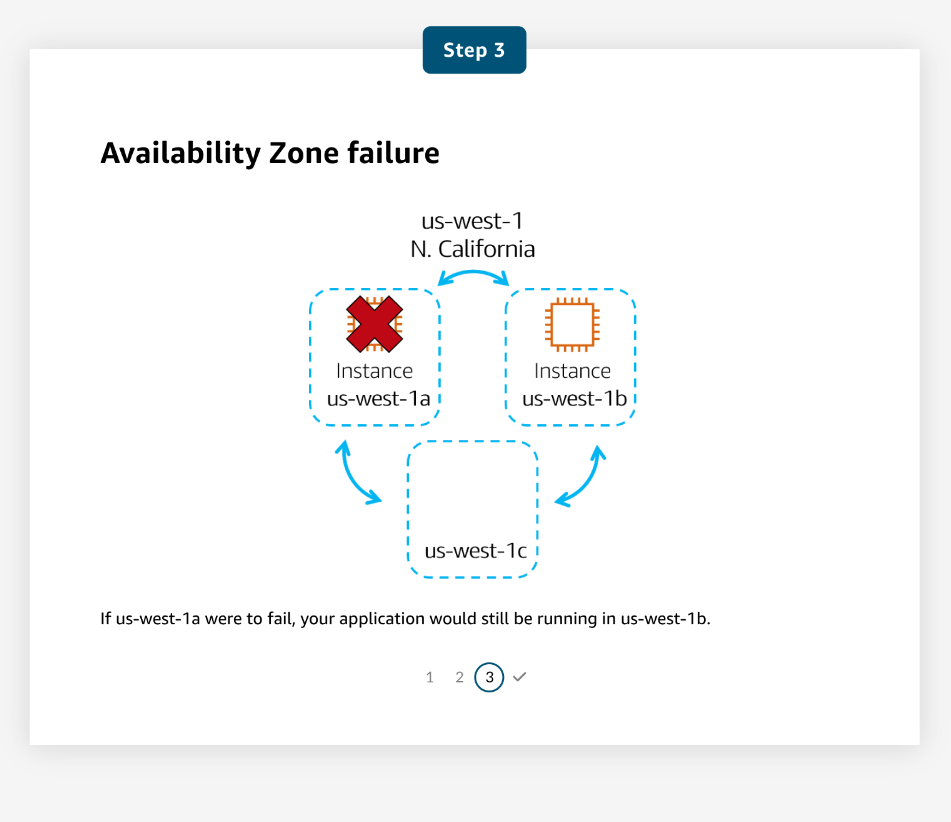 Step 3
Availability Zone failure
us-west-1
N. California
Instance
us-west-1a
Instance
us-west-1b
us-west-1c
If us-west-1a were to fail, your application would still be running in us-west-1b.
1 2 3